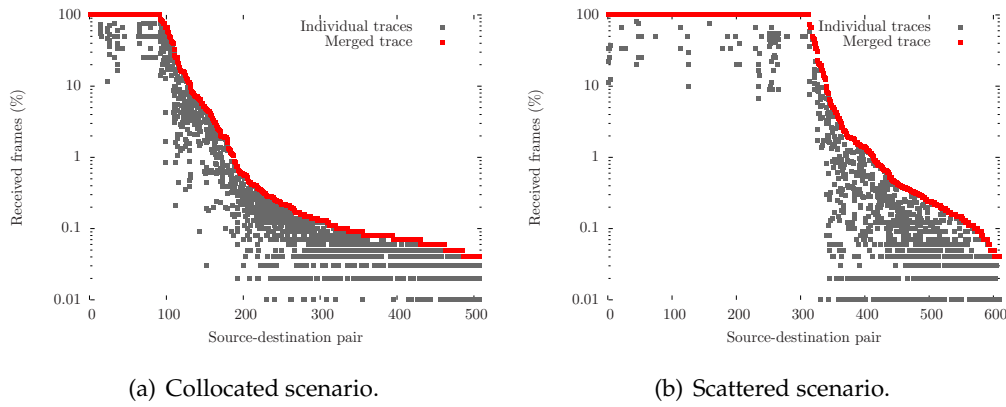 100
10
1
0.1
0.01
Received frames (%)
Individual traces
Merged trace
0 100 200 300 400 500
Source-destination pair
(a) Collocated scenario.
100
10
1
0.1
0.01
Received frames (%)
Individual traces
Merged trace
0 100 200 300 400 500 600
Source-destination pair
(b) Scattered scenario.